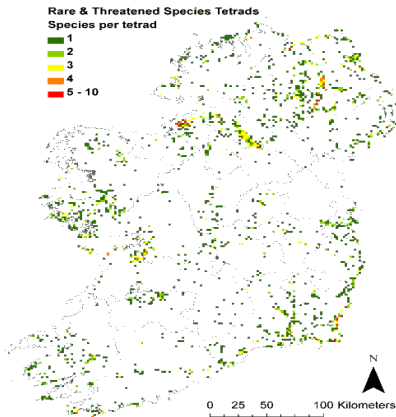 Rare & Threatened Species Tetrads
Species per tetrad
1
2
3
4
5 - 10
N
0 25 50 100 Kilometers